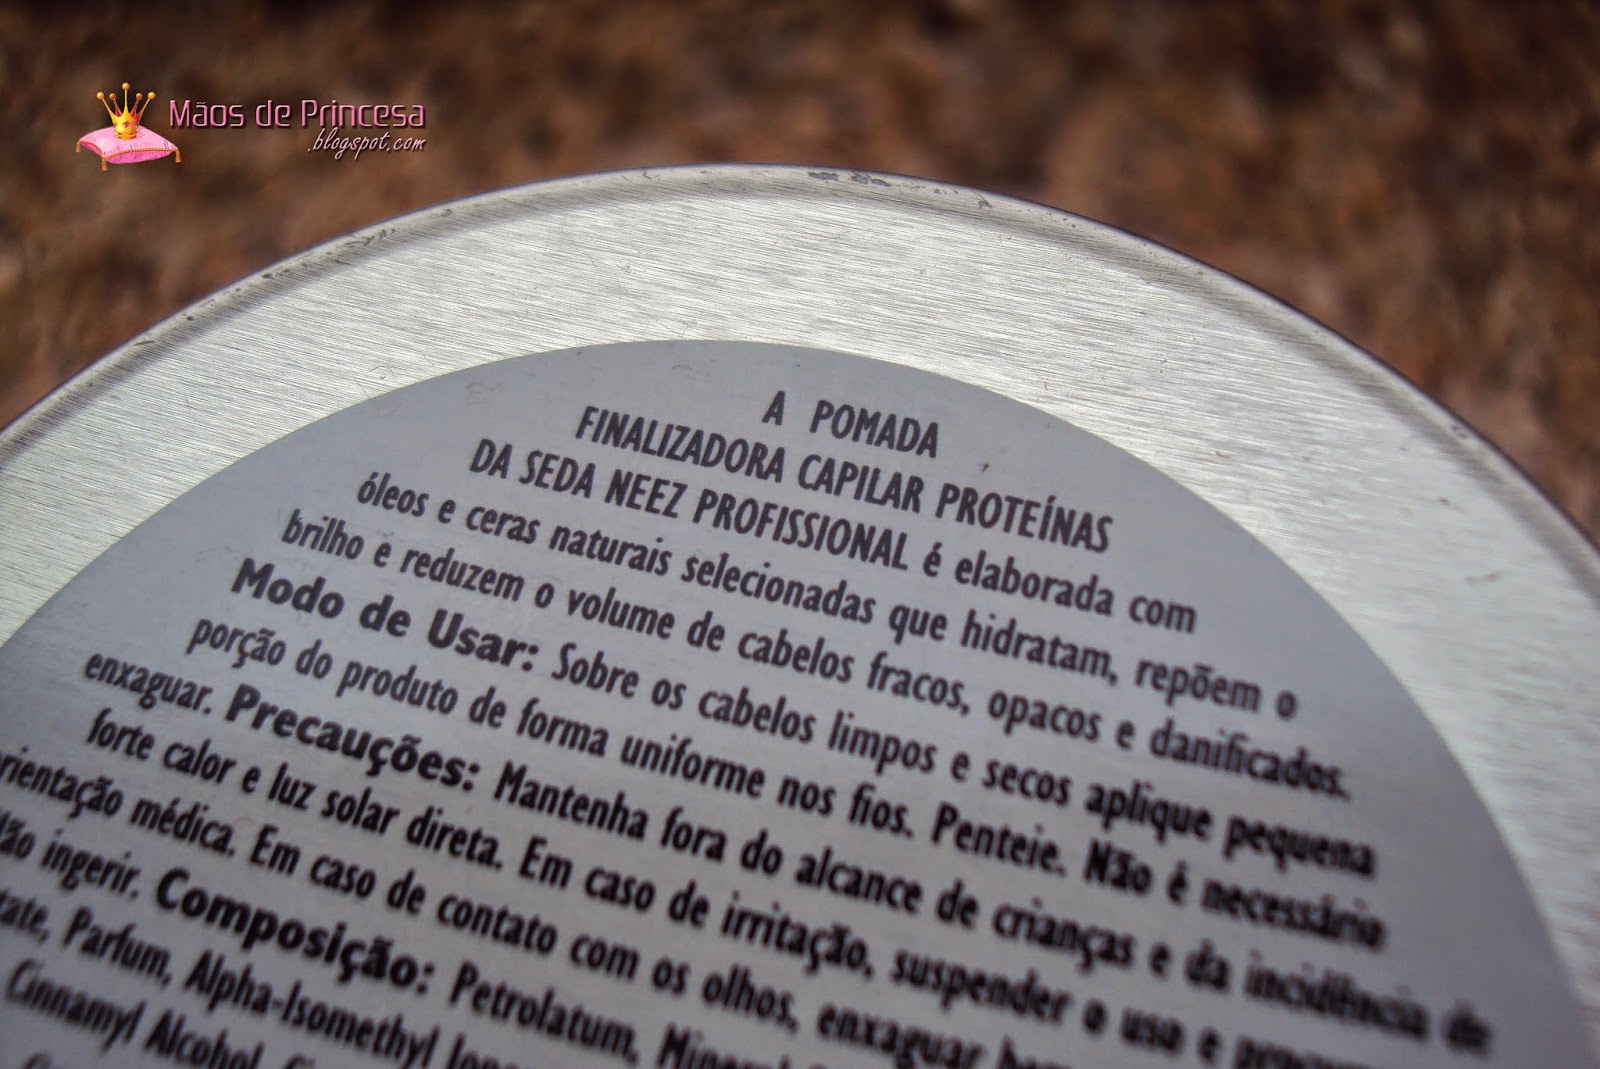 Mãos de Princesa
.blogspot.com
A POMADA
FINALIZADORA CAPILAR PROTEÍNAS
DA SEDA NEEZ PROFISSIONAL é elaborada com
óleos e ceras naturais selecionadas que hidratam, repõem o
brilho e reduzem o volume de cabelos fracos, opacos e danificados.
Modo de Usar: Sobre os cabelos limpos e secos aplique pequena
porção do produto de forma uniforme nos fios. Penteie. Não é necessário
enxaguar. Precauções: Mantenha fora do alcance de crianças e da incidência de
forte calor e luz solar direta. Em caso de irritação, suspender o uso e
médica. Em caso de contato com os olhos, enxaguar
ingerir. Composição: Petrolatum,
Parfum, Alpha-Isomethyl
Cinnamyl Alcohol,